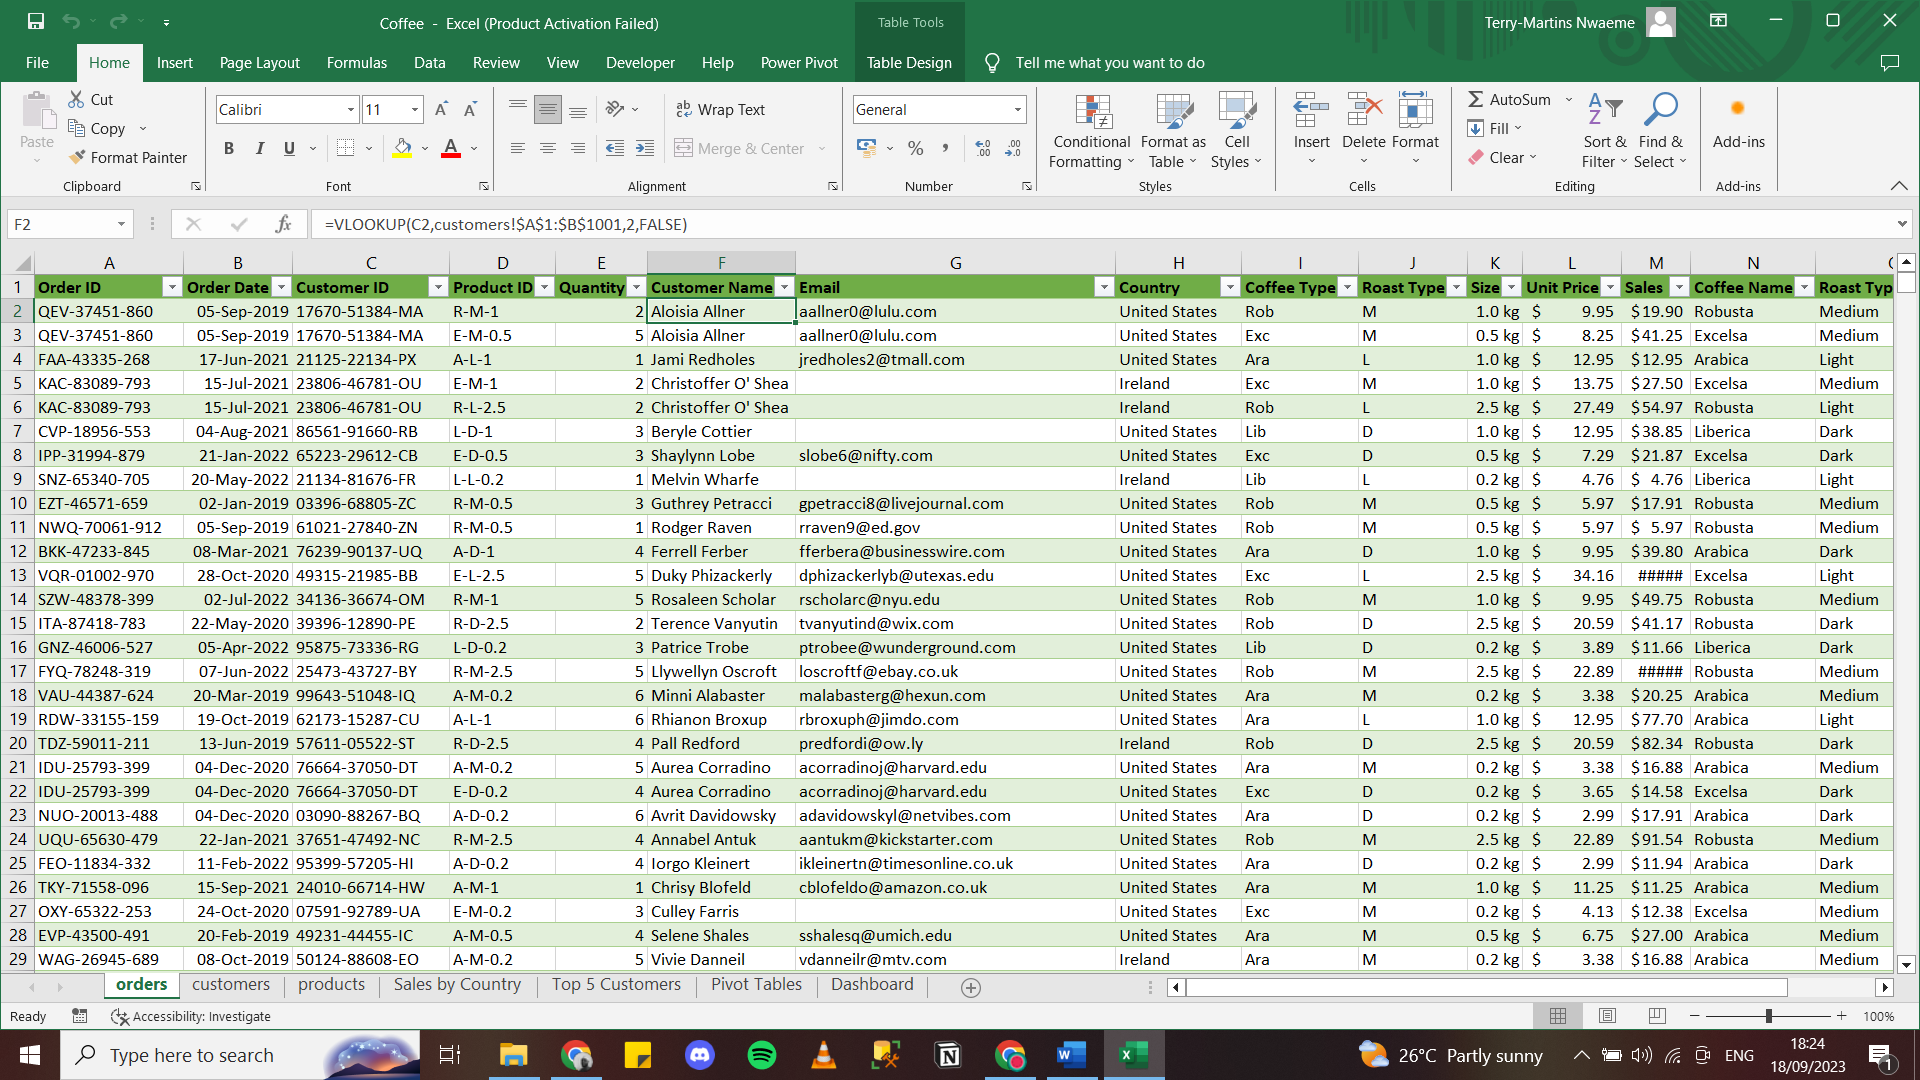 Coffee - Excel (Product Activation Failed)
Table Tools
Terry-Martins Nwaeme
File Home Insert Page Layout Formulas Data Review View Developer Help Power Pivot Table Design Tell me what you want to do
Paste Cut Copy Format Painter
Calibri 11 A A
B I U A
ab Wrap Text
Merge & Center
General
% , .00 .00
Conditional Formatting Format as Table Cell Styles
Insert Delete Format
AutoSum Fill Clear
Sort & Filter Find & Select
Add-ins
Clipboard Font Alignment Number Styles Cells Editing Add-ins
F2 fx =VLOOKUP(C2,customers!$A$1:$B$1001,2,FALSE)
A B C D E F G H I J K L M N
1 Order ID Order Date Customer ID Product ID Quantity Customer Name Email Country Coffee Type Roast Type Size Unit Price Sales Coffee Name Roast Typ
2 QEV-37451-860 05-Sep-2019 17670-51384-MA R-M-1 2 Aloisia Allner aallner0@lulu.com United States Rob M 1.0 kg $ 9.95 $19.90 Robusta Medium
3 QEV-37451-860 05-Sep-2019 17670-51384-MA E-M-0.5 5 Aloisia Allner aallner0@lulu.com United States Exc M 0.5 kg $ 8.25 $41.25 Excelsa Medium
4 FAA-43335-268 17-Jun-2021 21125-22134-PX A-L-1 1 Jami Redholes jredholes2@tmall.com United States Ara L 1.0 kg $ 12.95 $12.95 Arabica Light
5 KAC-83089-793 15-Jul-2021 23806-46781-OU E-M-1 2 Christoffer O' Shea Ireland Exc M 1.0 kg $ 13.75 $27.50 Excelsa Medium
6 KAC-83089-793 15-Jul-2021 23806-46781-OU R-L-2.5 2 Christoffer O' Shea Ireland Rob L 2.5 kg $ 27.49 $54.97 Robusta Light
7 CVP-18956-553 04-Aug-2021 86561-91660-RB L-D-1 3 Beryle Cottier United States Lib D 1.0 kg $ 12.95 $38.85 Liberica Dark
8 IPP-31994-879 21-Jan-2022 65223-29612-CB E-D-0.5 3 Shaylynn Lobe slobe6@nifty.com United States Exc D 0.5 kg $ 7.29 $21.87 Excelsa Dark
9 SNZ-65340-705 20-May-2022 21134-81676-FR L-L-0.2 1 Melvin Wharfe Ireland Lib L 0.2 kg $ 4.76 $ 4.76 Liberica Light
10 EZT-46571-659 02-Jan-2019 03396-68805-ZC R-M-0.5 3 Guthrey Petracci gpetracci8@livejournal.com United States Rob M 0.5 kg $ 5.97 $17.91 Robusta Medium
11 NWQ-70061-912 05-Sep-2019 61021-27840-ZN R-M-0.5 1 Rodger Raven rraven9@ed.gov United States Rob M 0.5 kg $ 5.97 $ 5.97 Robusta Medium
12 BKK-47233-845 08-Mar-2021 76239-90137-UQ A-D-1 4 Ferrell Ferber fferbera@businesswire.com United States Ara D 1.0 kg $ 9.95 $39.80 Arabica Dark
13 VQR-01002-970 28-Oct-2020 49315-21985-BB E-L-2.5 5 Duky Phizackerly dphizackerlyb@utexas.edu United States Exc L 2.5 kg $ 34.16 ##### Excelsa Light
14 SZW-48378-399 02-Jul-2022 34136-36674-OM R-M-1 5 Rosaleen Scholar rscholarc@nyu.edu United States Rob M 1.0 kg $ 9.95 $49.75 Robusta Medium
15 ITA-87418-783 22-May-2020 39396-12890-PE R-D-2.5 2 Terence Vanyutin tvanyutind@wix.com United States Rob D 2.5 kg $ 20.59 $41.17 Robusta Dark
16 GNZ-46006-527 05-Apr-2022 95875-73336-RG L-D-0.2 3 Patrice Trobe ptrobee@wunderground.com United States Lib D 0.2 kg $ 3.89 $11.66 Liberica Dark
17 FYQ-78248-319 07-Jun-2022 25473-43727-BY R-M-2.5 5 Llywellyn Oscroft loscroftf@ebay.co.uk United States Rob M 2.5 kg $ 22.89 ##### Robusta Medium
18 VAU-44387-624 20-Mar-2019 99643-51048-IQ A-M-0.2 6 Minni Alabaster malabasterg@hexun.com United States Ara M 0.2 kg $ 3.38 $20.25 Arabica Medium
19 RDW-33155-159 19-Oct-2019 62173-15287-CU A-L-1 6 Rhianon Broxup rbroxuph@jimdo.com United States Ara L 1.0 kg $ 12.95 $77.70 Arabica Light
20 TDZ-59011-211 13-Jun-2019 57611-05522-ST R-D-2.5 4 Pall Redford predfordi@ow.ly Ireland Rob D 2.5 kg $ 20.59 $82.34 Robusta Dark
21 IDU-25793-399 04-Dec-2020 76664-37050-DT A-M-0.2 5 Aurea Corradino acorradinoj@harvard.edu United States Ara M 0.2 kg $ 3.38 $16.88 Arabica Medium
22 IDU-25793-399 04-Dec-2020 76664-37050-DT E-D-0.2 4 Aurea Corradino acorradinoj@harvard.edu United States Exc D 0.2 kg $ 3.65 $14.58 Excelsa Dark
23 NUO-20013-488 04-Dec-2020 03090-88267-BQ A-D-0.2 6 Avrit Davidowsky adavidowskyl@netvibes.com United States Ara D 0.2 kg $ 2.99 $17.91 Arabica Dark
24 UQU-65630-479 22-Jan-2021 37651-47492-NC R-M-2.5 4 Annabel Antuk aantukm@kickstarter.com United States Rob M 2.5 kg $ 22.89 $91.54 Robusta Medium
25 FEO-11834-332 11-Feb-2022 95399-57205-HI A-D-0.2 4 Iorgo Kleinert ikleinertn@timesonline.co.uk United States Ara D 0.2 kg $ 2.99 $11.94 Arabica Dark
26 TKY-71558-096 15-Sep-2021 24010-66714-HW A-M-1 1 Chrisy Blofeld cblofeldo@amazon.co.uk United States Ara M 1.0 kg $ 11.25 $11.25 Arabica Medium
27 OXY-65322-253 24-Oct-2020 07591-92789-UA E-M-0.2 3 Culley Farris United States Exc M 0.2 kg $ 4.13 $12.38 Excelsa Medium
28 EVP-43500-491 20-Feb-2019 49231-44455-IC A-M-0.5 4 Selene Shales sshalesq@umich.edu United States Ara M 0.5 kg $ 6.75 $27.00 Arabica Medium
29 WAG-26945-689 08-Oct-2019 50124-88608-EO A-M-0.2 5 Vivie Danneil vdanneilr@mtv.com Ireland Ara M 0.2 kg $ 3.38 $16.88 Arabica Medium
orders customers products Sales by Country Top 5 Customers Pivot Tables Dashboard
Ready Accessibility: Investigate 100%
Type here to search 26°C Partly sunny ENG 18:24
18/09/2023 1